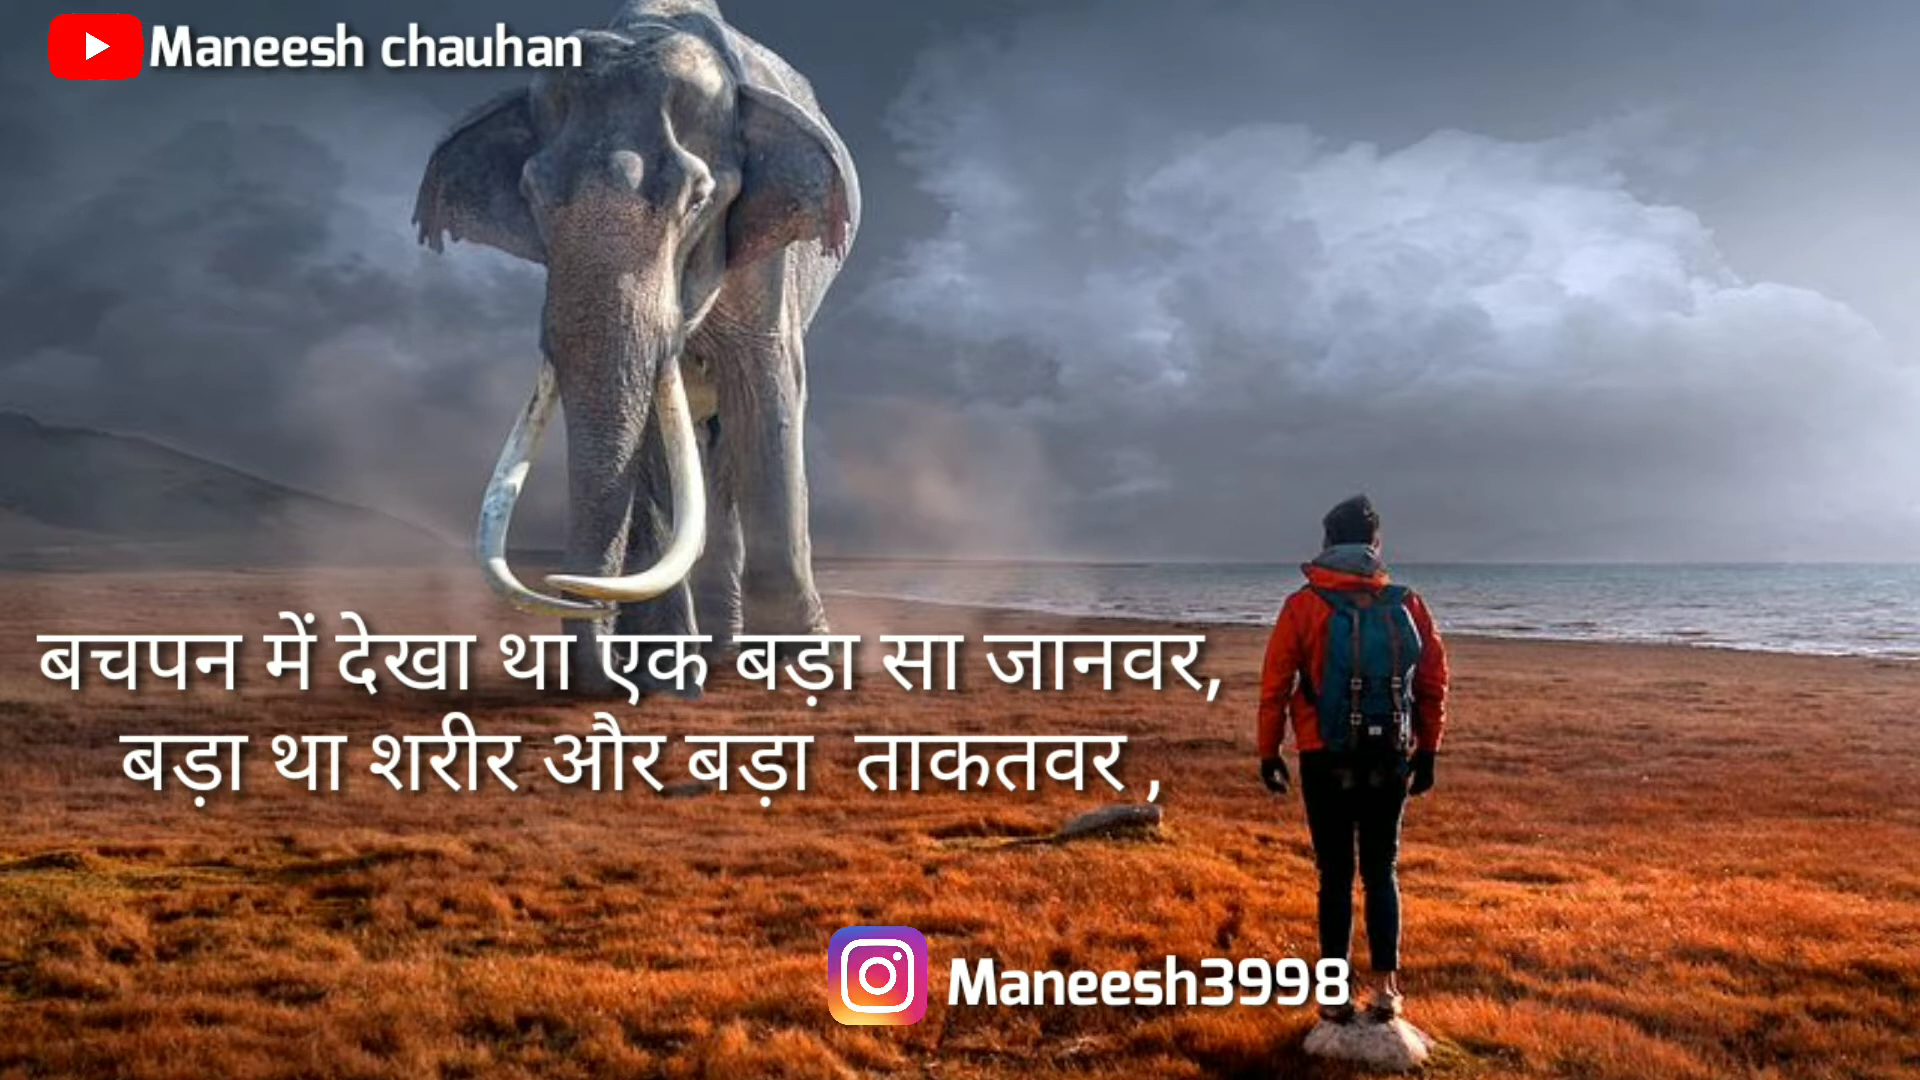 Maneesh chauhan
बचपन में देखा था एक बड़ा सा जानवर,
बड़ा था शरीर और बड़ा  ताकतवर ,
Maneesh3998